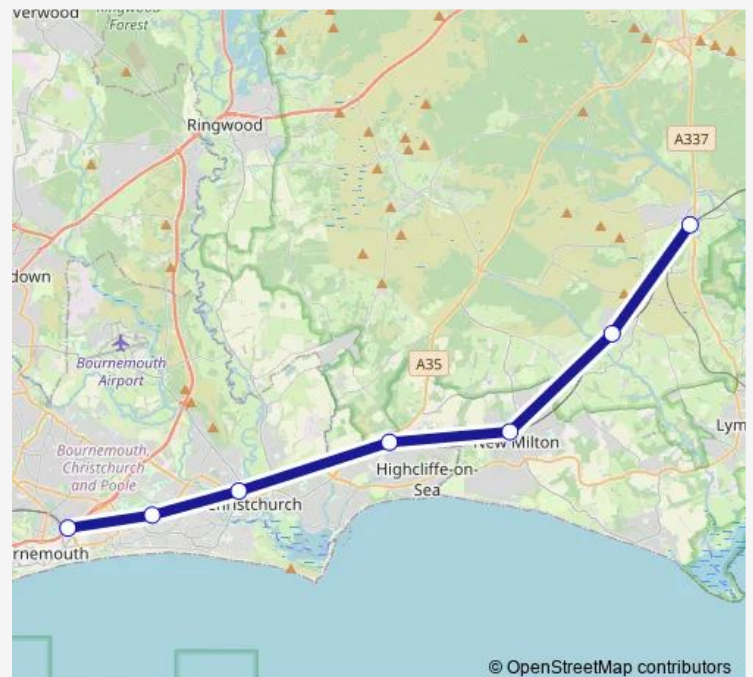 verwood
Ringwood
Forest
Ringwood
A337
down
Bournemouth
Airport
A35
Lym
New Milton
Bournemouth,
Christchurch
and Poole
Highcliffe-on-
Sea
hristchurch
rnemouth
© OpenStreetMap contributors